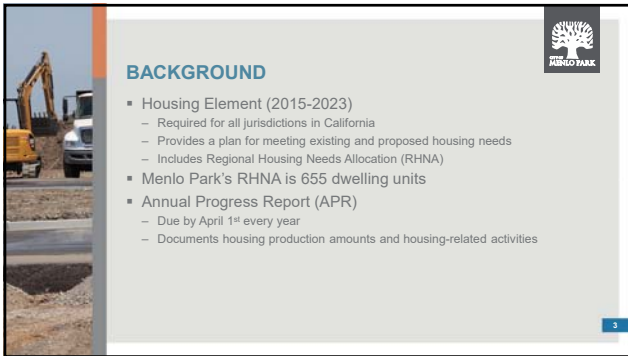 CITY OF
MENLO PARK
BACKGROUND
▪ Housing Element (2015-2023)
– Required for all jurisdictions in California
– Provides a plan for meeting existing and proposed housing needs
– Includes Regional Housing Needs Allocation (RHNA)
▪ Menlo Park's RHNA is 655 dwelling units
▪ Annual Progress Report (APR)
– Due by April 1st every year
– Documents housing production amounts and housing-related activities
3